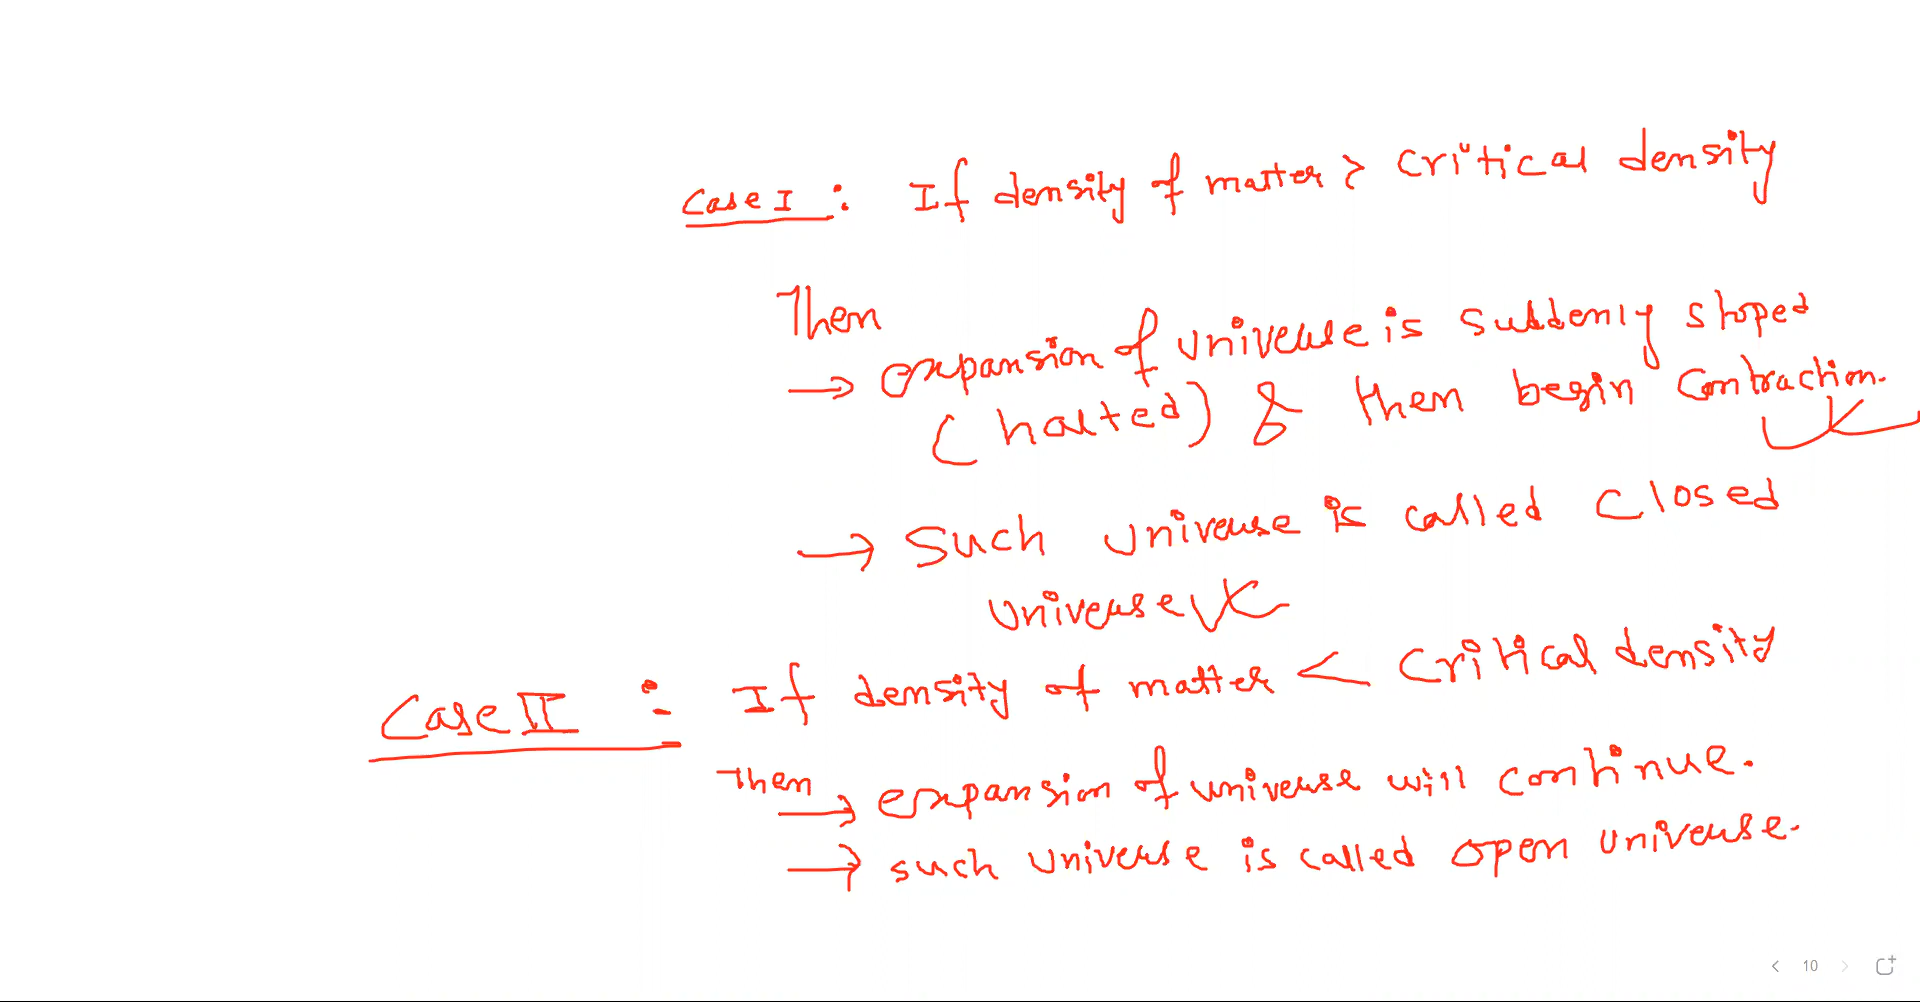 Case I : If density of matter > critical density
Then
→ expansion of universe is suddenly stoped
(halted) & then begin contraction.
→ Such universe is called closed
universe
Case II : If density of matter < critical density
Then → expansion of universe will continue.
→ such universe is called open universe.
10